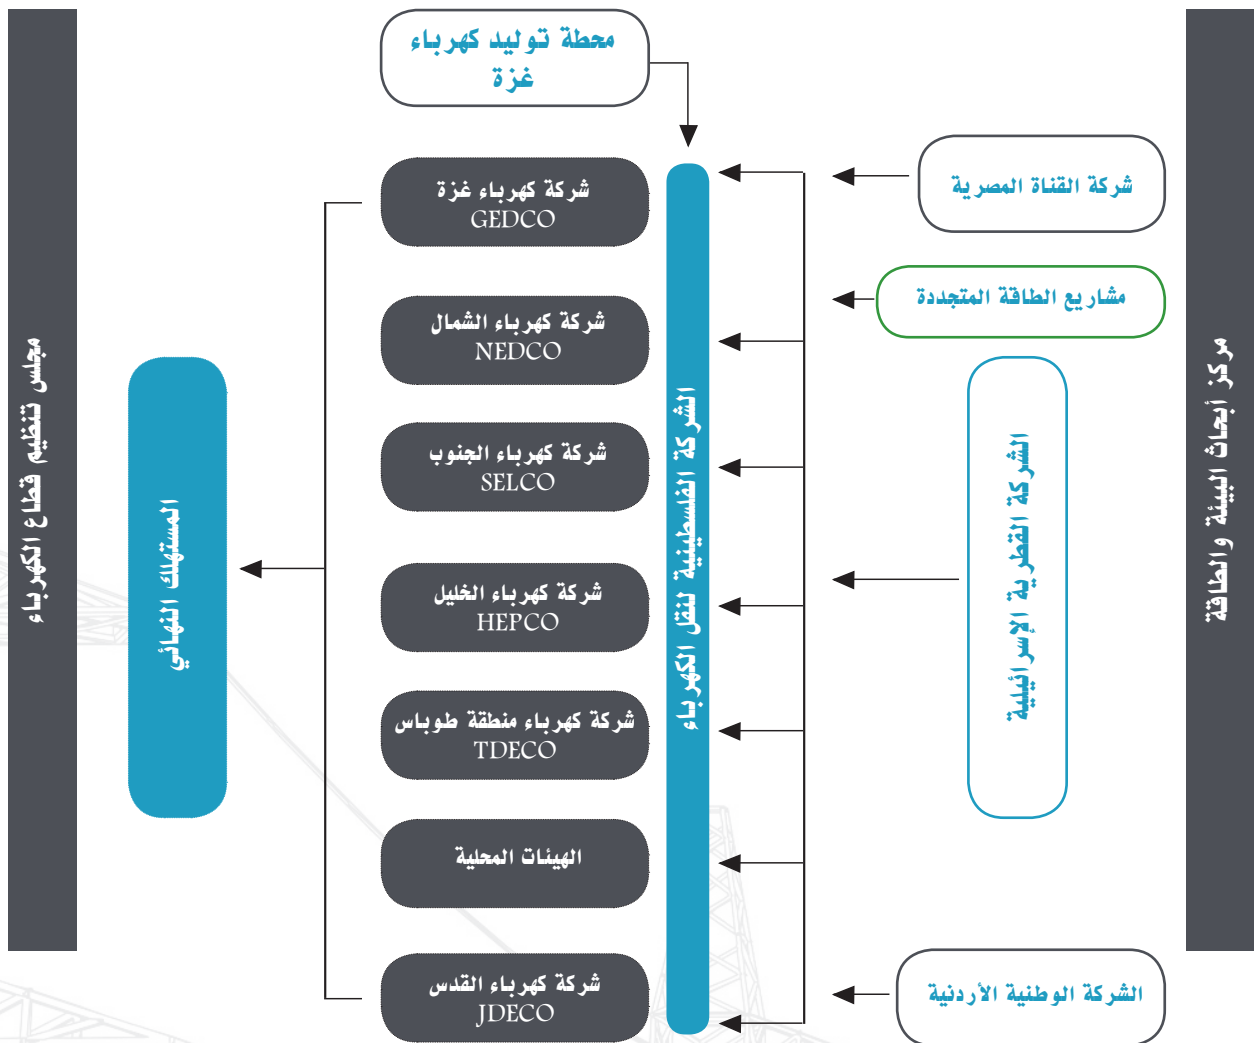 محطة توليد كهرباء
غزة
مركز أبحاث البيئة والطاقة
شركة القناة المصرية
مشاريع الطاقة المتجددة
الشركة القطرية الإسرائيلية
الشركة الوطنية الأردنية
الشركة الفلسطينية لنقل الكهرباء
شركة كهرباء غزة
GEDCO
شركة كهرباء الشمال
NEDCO
شركة كهرباء الجنوب
SELCO
شركة كهرباء الخليل
HEPCO
شركة كهرباء منطقة طوباس
TDECO
الهيئات المحلية
شركة كهرباء القدس
JDECO
المستهلك النهائي
مجلس تنظيم قطاع الكهرباء